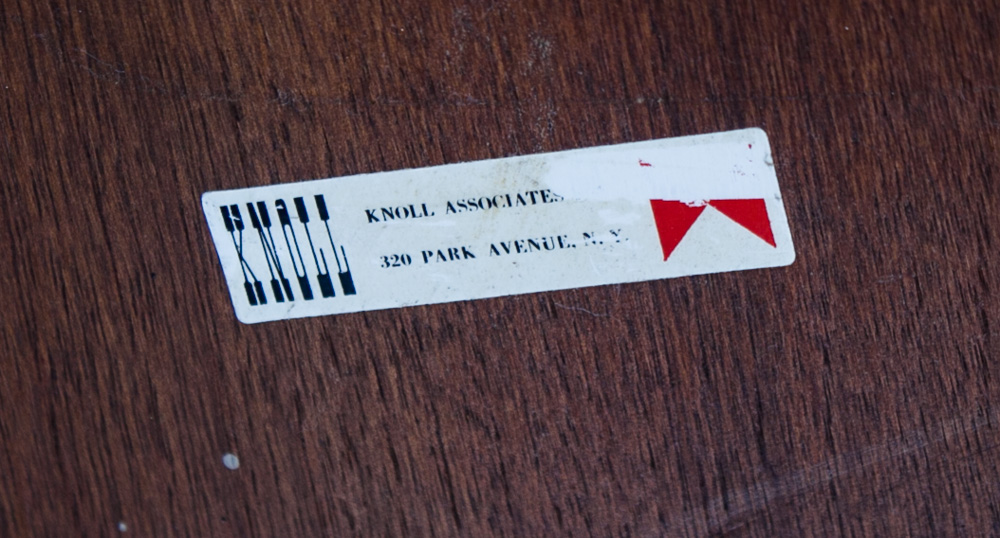 KNOLL
KNOLL ASSOCIATES
320 PARK AVENUE, N. Y.